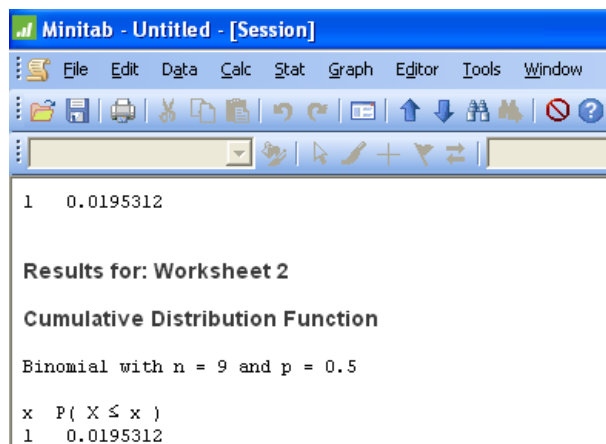 Minitab - Untitled - [Session]
File Edit Data Calc Stat Graph Editor Tools Window
1 0.0195312
Results for: Worksheet 2
Cumulative Distribution Function
Binomial with n = 9 and p = 0.5
x P( X ≤ x )
1 0.0195312